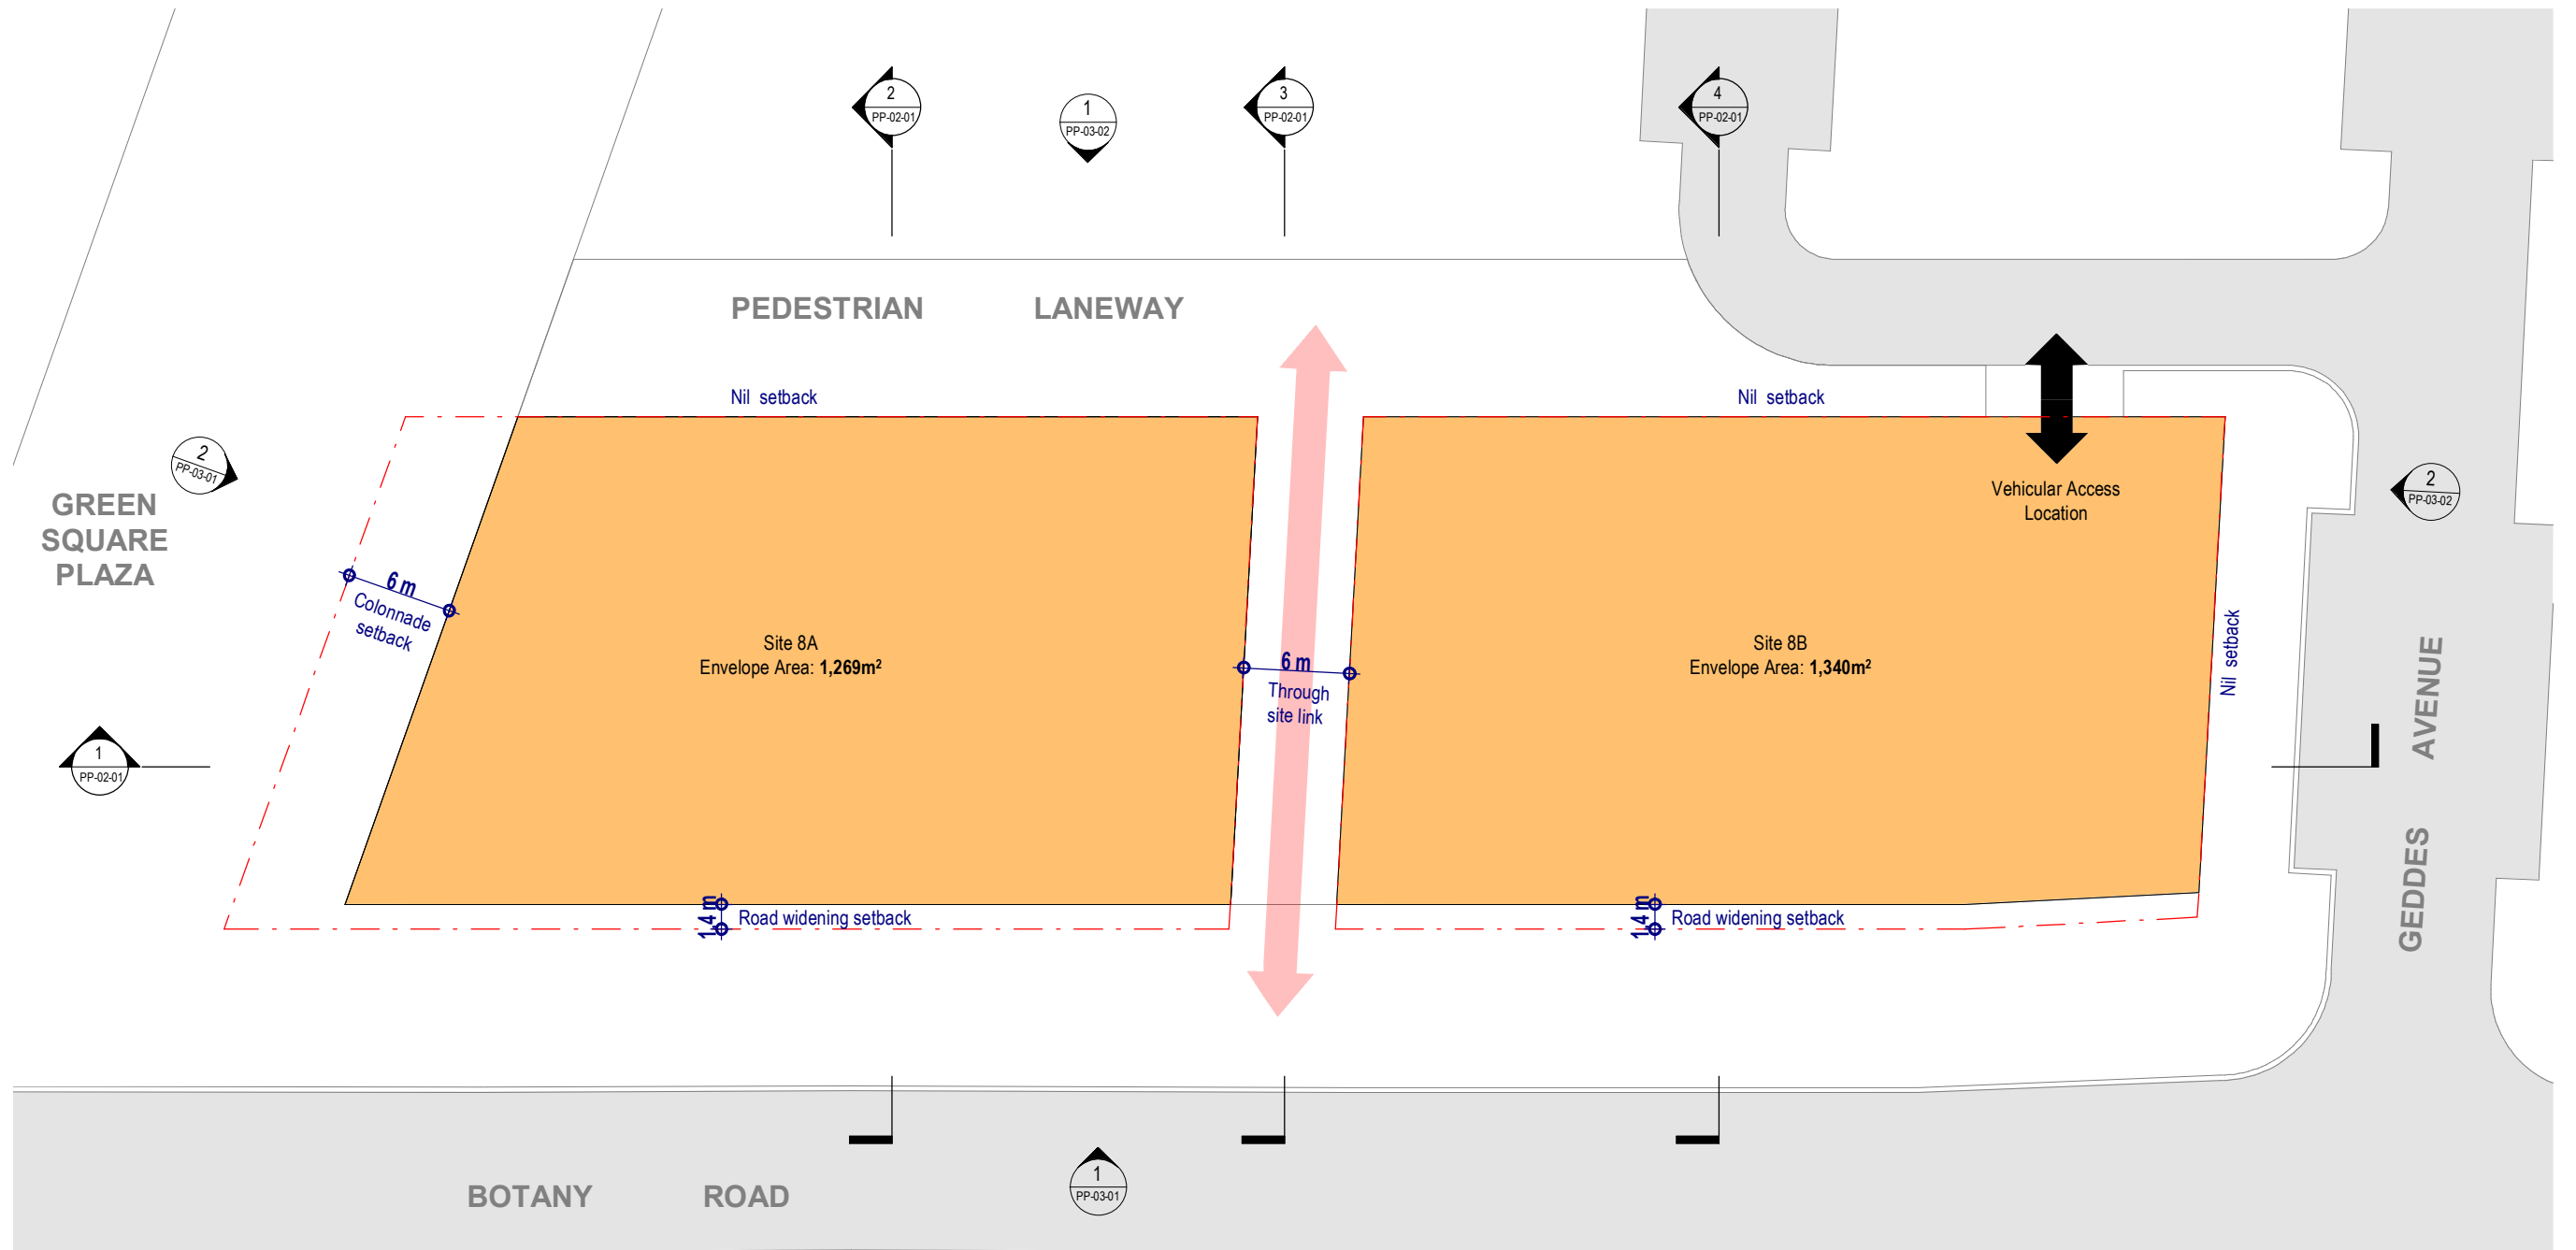 2
PP-02-01
1
PP-03-02
3
PP-02-01
4
PP-02-01
PEDESTRIAN LANEWAY
Nil setback
Nil setback
2
PP-03-01
GREEN
SQUARE
PLAZA
6 m
Colonnade
setback
Vehicular Access
Location
2
PP-03-02
Site 8A
Envelope Area: 1,269m²
6 m
Through
site link
Site 8B
Envelope Area: 1,340m²
Nil setback
GEDDES AVENUE
1
PP-02-01
1.4 m
Road widening setback
1.4 m
Road widening setback
BOTANY ROAD
1
PP-03-01